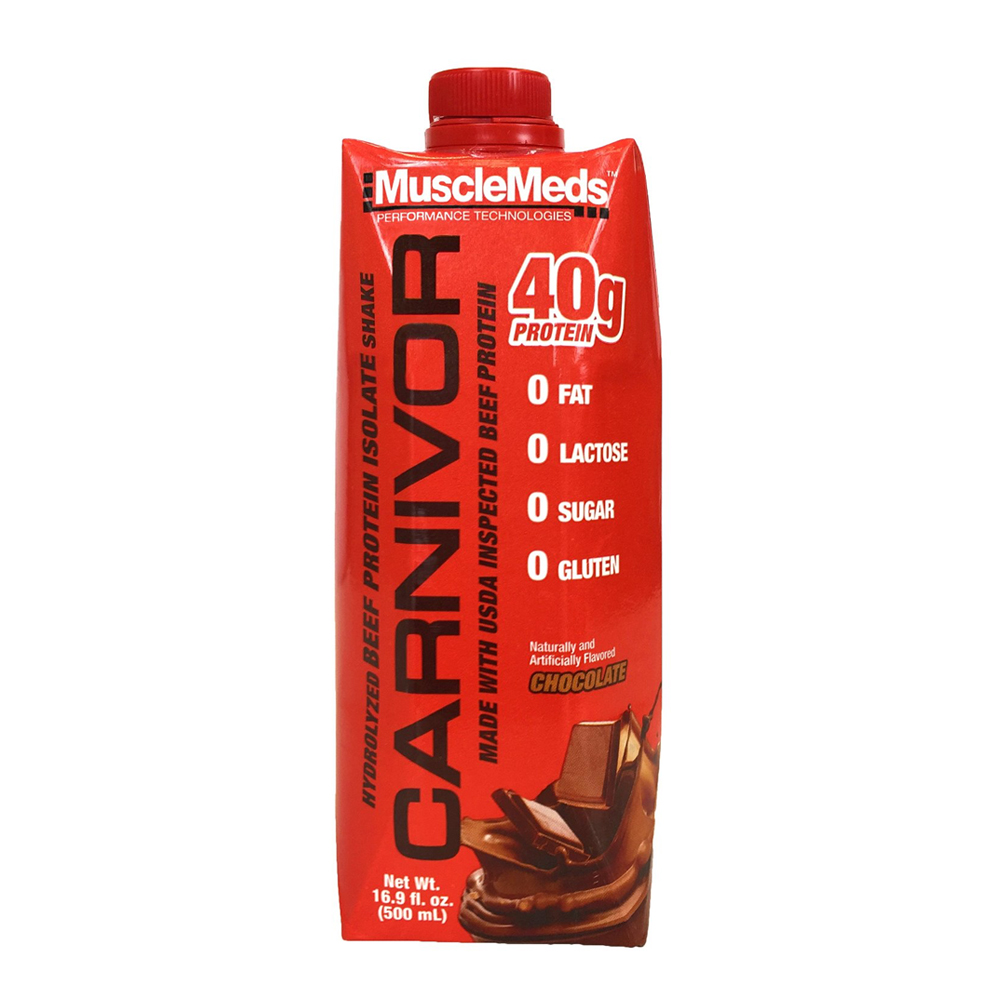 MuscleMeds™
PERFORMANCE TECHNOLOGIES
HYDROLYZED BEEF PROTEIN ISOLATE SHAKE
CARNIVOR
MADE WITH USDA INSPECTED BEEF PROTEIN
40g
PROTEIN
0 FAT
0 LACTOSE
0 SUGAR
0 GLUTEN
Naturally and
Artificially Flavored
CHOCOLATE
Net Wt.
16.9 fl. oz.
(500 mL)